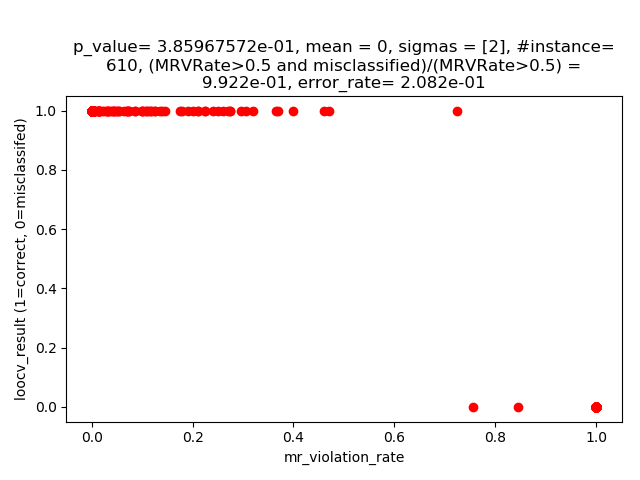 p_value= 3.85967572e-01, mean = 0, sigmas = [2], #instance=
610, (MRVRate>0.5 and misclassified)/(MRVRate>0.5) =
9.922e-01, error_rate= 2.082e-01
loocv_result (1=correct, 0=misclassifed)
1.0
0.8
0.6
0.4
0.2
0.0
0.0 0.2 0.4 0.6 0.8 1.0
mr_violation_rate